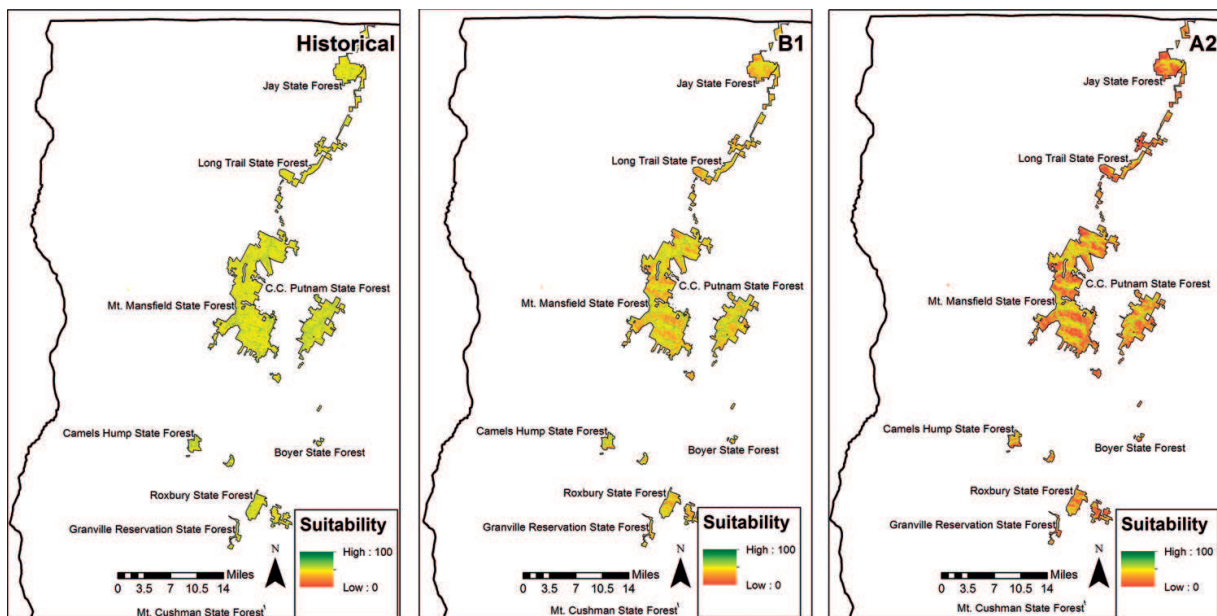 Historical
Jay State Forest
Long Trail State Forest
C.C. Putnam State Forest
Mt. Mansfield State Forest
Camels Hump State Forest
Boyer State Forest
Roxbury State Forest
Granville Reservation State Forest
Suitability
High : 100
Low : 0
N
Miles
0 3.5 7 10.5 14
Mt. Cushman State Forest
B1
Jay State Forest
Long Trail State Forest
C.C. Putnam State Forest
Mt. Mansfield State Forest
Camels Hump State Forest
Boyer State Forest
Roxbury State Forest
Granville Reservation State Forest
Suitability
High : 100
Low : 0
N
Miles
0 3.5 7 10.5 14
Mt. Cushman State Forest
A2
Jay State Forest
Long Trail State Forest
C.C. Putnam State Forest
Mt. Mansfield State Forest
Camels Hump State Forest
Boyer State Forest
Roxbury State Forest
Granville Reservation State Forest
Suitability
High : 100
Low : 0
N
Miles
0 3.5 7 10.5 14
Mt. Cushman State Forest